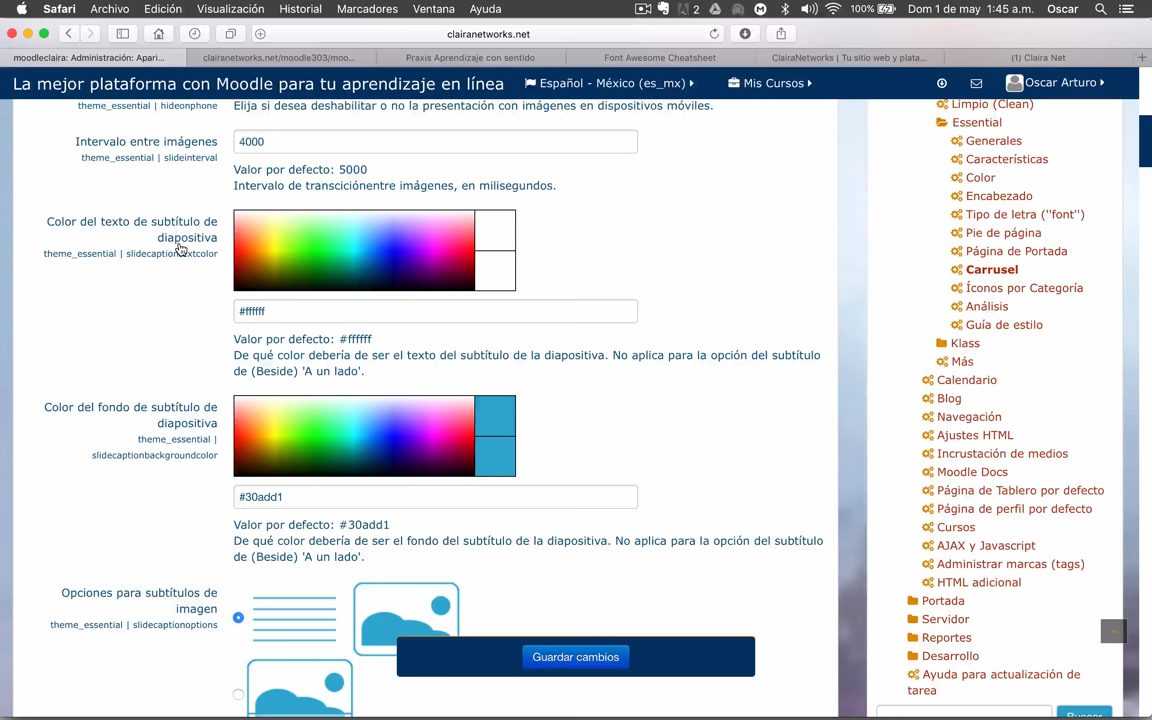 Safari Archivo Edición Visualización Historial Marcadores Ventana Ayuda 2 100% Dom 1 de may 1:45 a.m. Oscar
clairanetworks.net
moodleclaira: Administración: Apari... clairanetworks.net/moodle303/moo... Praxis Aprendizaje con sentido Font Awesome Cheatsheet ClairaNetworks | Tu sitio web y plata... (1) Claira Net
La mejor plataforma con Moodle para tu aprendizaje en línea Español - México (es_mx) Mis Cursos Oscar Arturo
theme_essential | hideonphone
Elija si desea deshabilitar o no la presentación con imágenes en dispositivos móviles.
Intervalo entre imágenes
theme_essential | slideinterval
4000
Valor por defecto: 5000
Intervalo de transciciónentre imágenes, en milisegundos.
Color del texto de subtítulo de
diapositiva
theme_essential | slidecaptiontextcolor
#ffffff
Valor por defecto: #ffffff
De qué color debería de ser el texto del subtítulo de la diapositiva. No aplica para la opción del subtítulo
de (Beside) 'A un lado'.
Color del fondo de subtítulo de
diapositiva
theme_essential |
slidecaptionbackgroundcolor
#30add1
Valor por defecto: #30add1
De qué color debería de ser el fondo del subtítulo de la diapositiva. No aplica para la opción del subtítulo
de (Beside) 'A un lado'.
Opciones para subtítulos de
imagen
theme_essential | slidecaptionoptions
Guardar cambios
Limpio (Clean)
Essential
Generales
Características
Color
Encabezado
Tipo de letra ("font")
Pie de página
Página de Portada
Carrusel
Íconos por Categoría
Análisis
Guía de estilo
Klass
Más
Calendario
Blog
Navegación
Ajustes HTML
Incrustación de medios
Moodle Docs
Página de Tablero por defecto
Página de perfil por defecto
Cursos
AJAX y Javascript
Administrar marcas (tags)
HTML adicional
Portada
Servidor
Reportes
Desarrollo
Ayuda para actualización de
tarea
Buscar